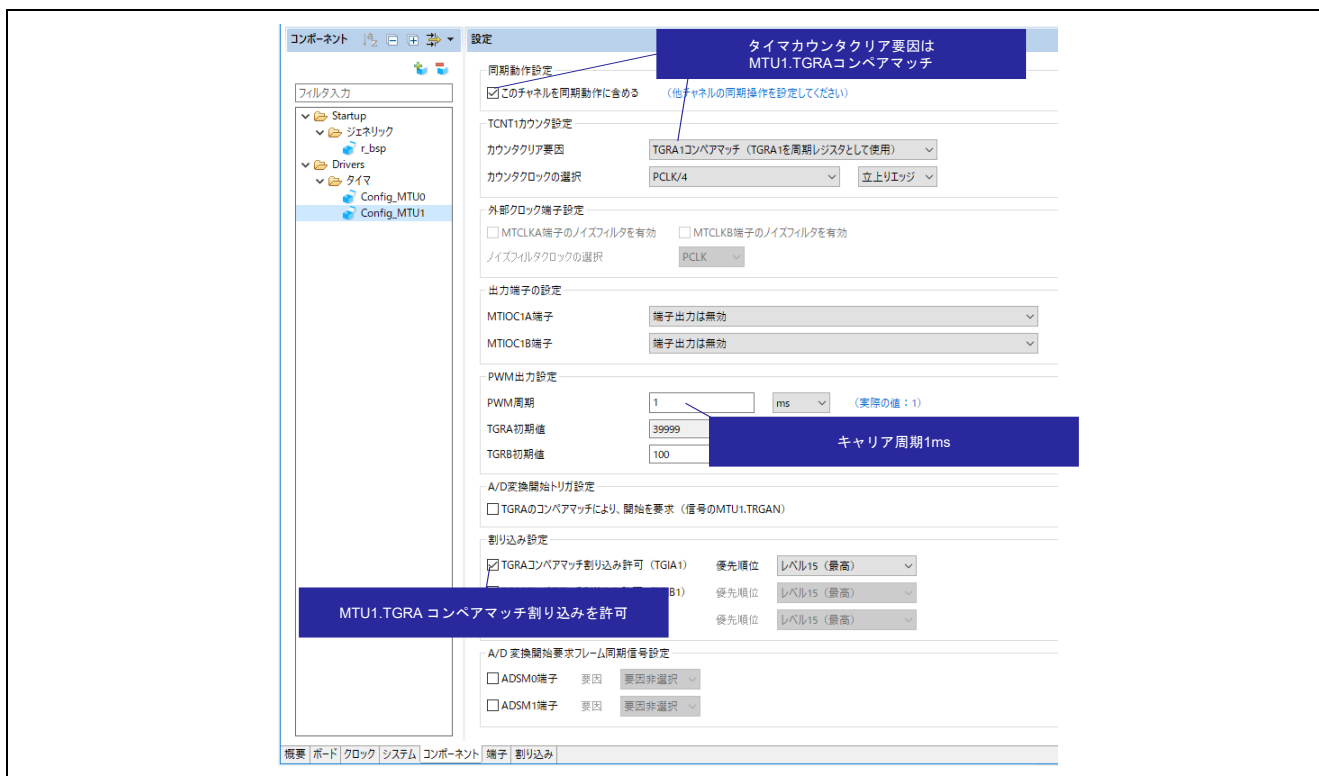 コンポーネント
設定
タイマカウンタクリア要因は
MTU1.TGRAコンペアマッチ
フィルタ入力
Startup
ジェネリック
r_bsp
Drivers
タイマ
Config_MTU0
Config_MTU1
同期動作設定
このチャネルを同期動作に含める (他チャネルの同期操作を設定してください)
TCNT1カウンタ設定
カウンタクリア要因 TGRA1コンペアマッチ(TGRA1を周期レジスタとして使用)
カウンタクロックの選択 PCLK/4 立上りエッジ
外部クロック端子設定
MTCLKA端子のノイズフィルタを有効 MTCLKB端子のノイズフィルタを有効
ノイズフィルタクロックの選択 PCLK
出力端子の設定
MTIOC1A端子 端子出力は無効
MTIOC1B端子 端子出力は無効
PWM出力設定
PWM周期 1 ms (実際の値:1)
TGRA初期値 39999
キャリア周期1ms
TGRB初期値 100
A/D変換開始トリガ設定
TGRAのコンペアマッチにより、開始を要求(信号のMTU1.TRGAN)
割り込み設定
TGRAコンペアマッチ割り込み許可(TGIA1) 優先順位 レベル15(最高)
B1) 優先順位 レベル15(最高)
MTU1.TGRA コンペアマッチ割り込みを許可
優先順位 レベル15(最高)
A/D 変換開始要求フレーム同期信号設定
ADSM0端子 要因 要因非選択
ADSM1端子 要因 要因非選択
概要 ボード クロック システム コンポーネント 端子 割り込み